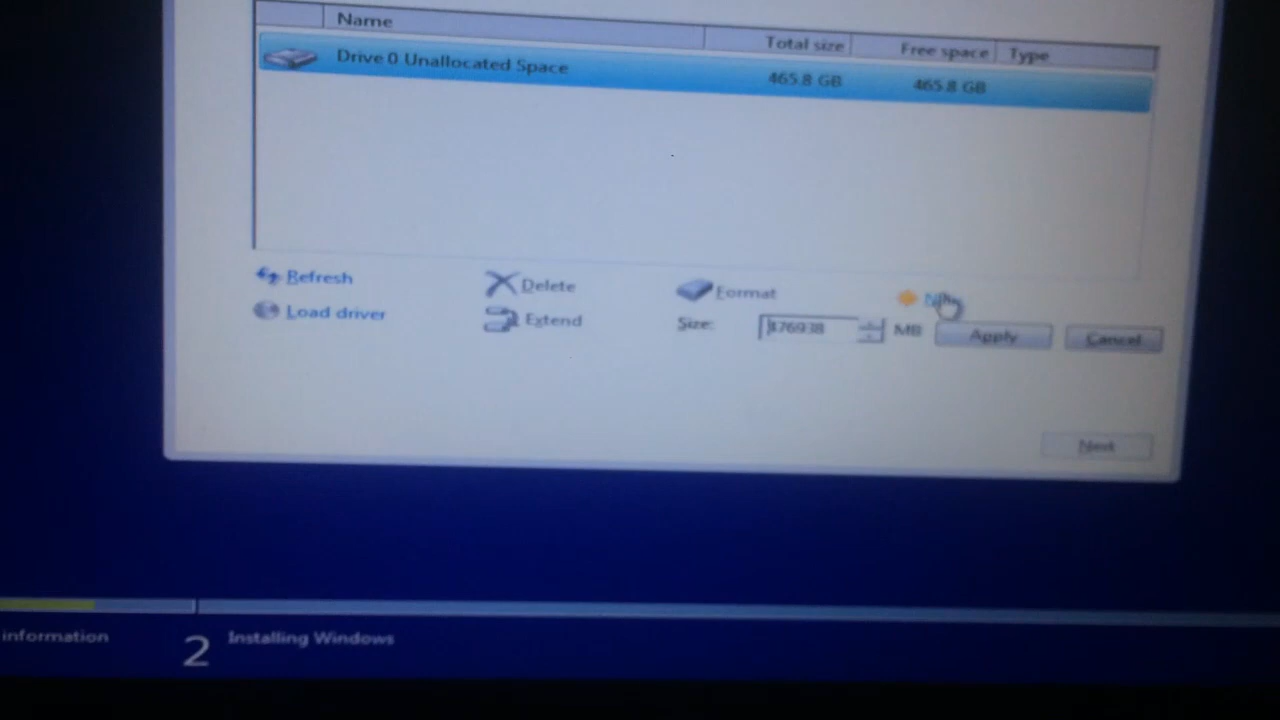 Name Total size Free space Type
Drive 0 Unallocated Space 465.8 GB 465.8 GB
Refresh Delete Format
Load driver Extend Size: 476938 MB Apply Cancel
Next
information 2 Installing Windows